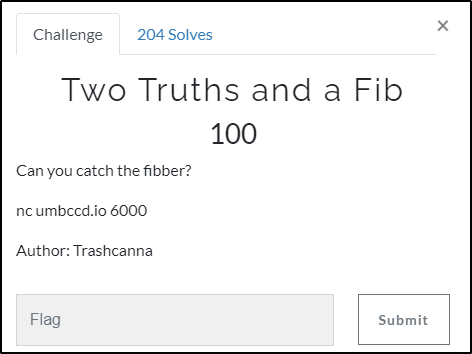 Challenge 204 Solves ×
Two Truths and a Fib
100
Can you catch the fibber?
nc umbccd.io 6000
Author: Trashcanna
Flag Submit